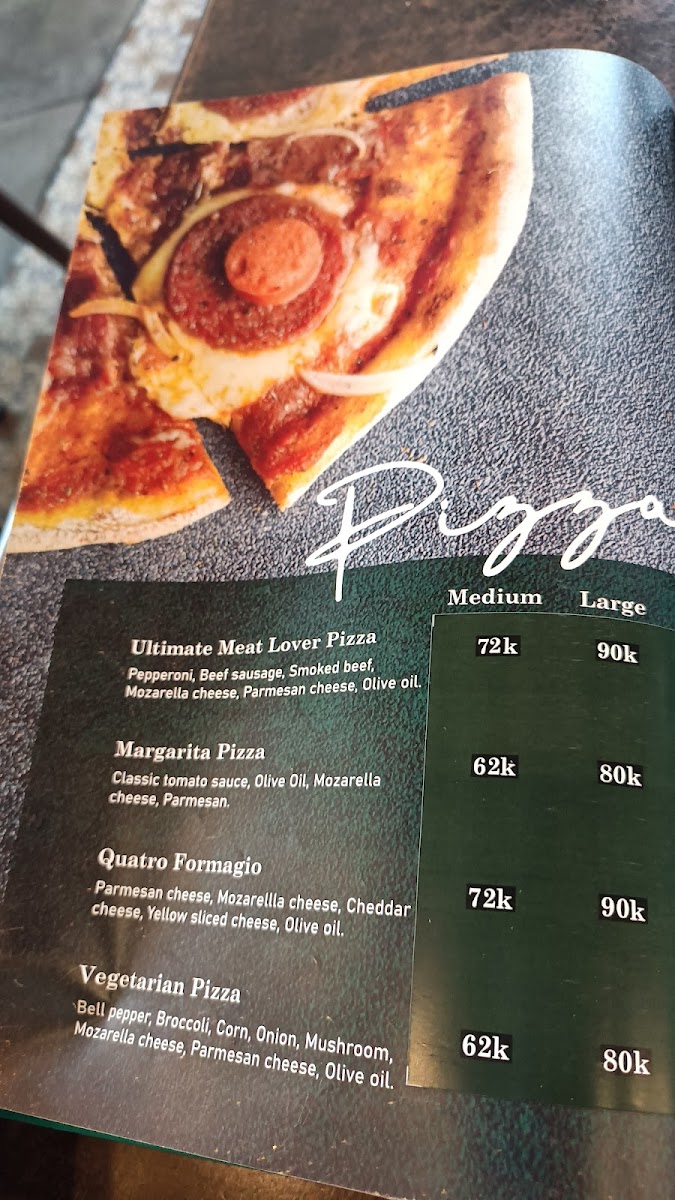 Pizza
Medium Large
Ultimate Meat Lover Pizza 72k 90k
Pepperoni, Beef sausage, Smoked beef,
Mozarella cheese, Parmesan cheese, Olive oil.
Margarita Pizza 62k 80k
Classic tomato sauce, Olive Oil, Mozarella
cheese, Parmesan.
Quatro Formagio 72k 90k
Parmesan cheese, Mozarellla cheese, Cheddar
cheese, Yellow sliced cheese, Olive oil.
Vegetarian Pizza 62k 80k
Bell pepper, Broccoli, Corn, Onion, Mushroom,
Mozarella cheese, Parmesan cheese, Olive oil.